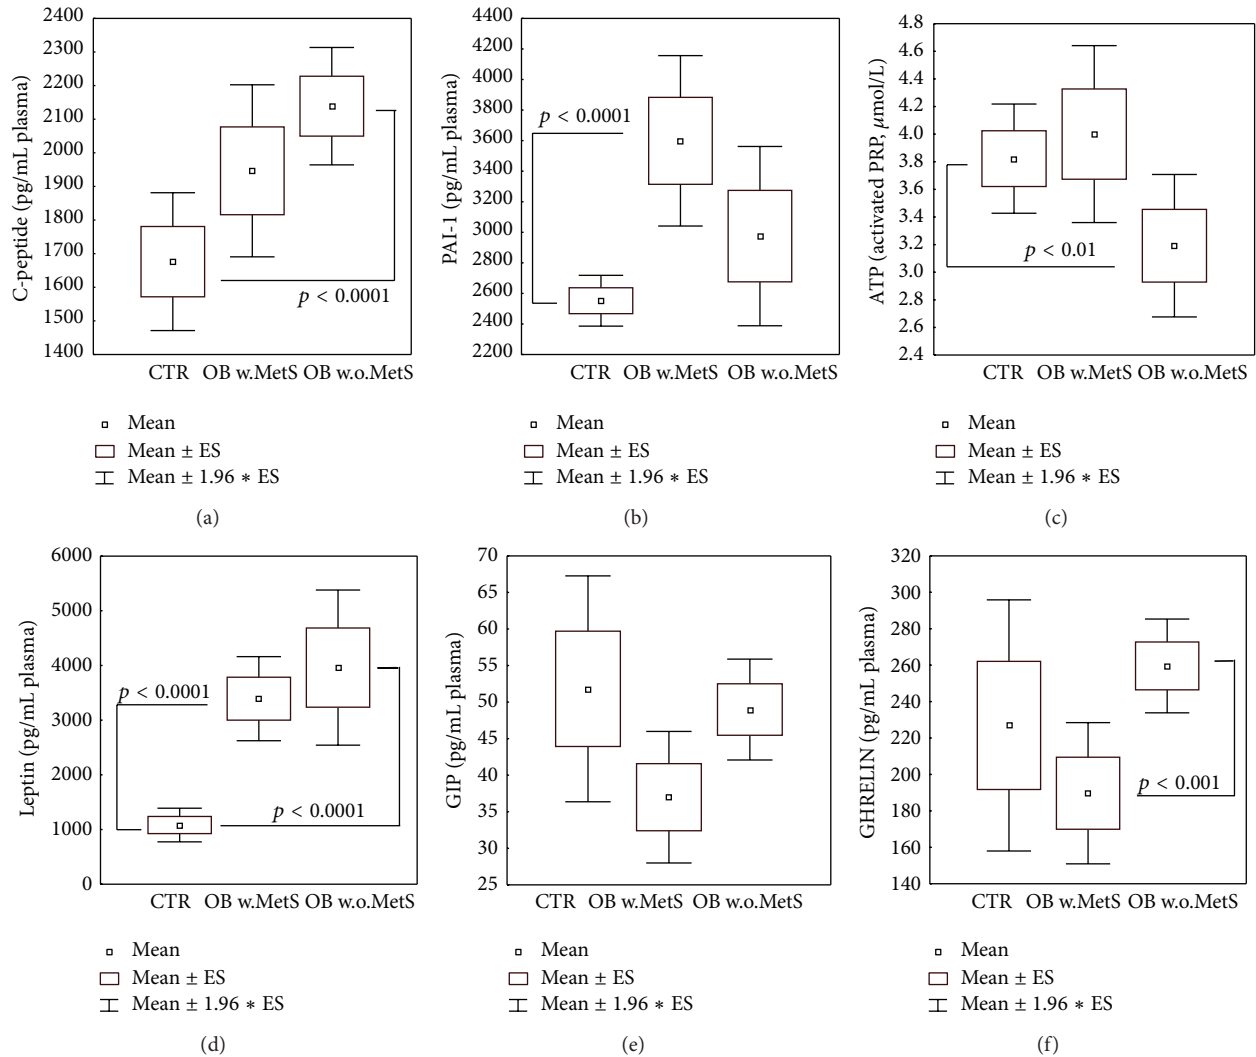 C-peptide (pg/mL plasma)
2400
2300
2200
2100
2000
1900
1800
1700
1600
1500
1400
p < 0.0001
CTR OB w.MetS OB w.o.MetS
Mean
Mean ± ES
Mean ± 1.96 * ES
(a)
PAI-1 (pg/mL plasma)
4400
4200
4000
3800
3600
3400
3200
3000
2800
2600
2400
2200
p < 0.0001
CTR OB w.MetS OB w.o.MetS
Mean
Mean ± ES
Mean ± 1.96 * ES
(b)
ATP (activated PRP, μmol/L)
4.8
4.6
4.4
4.2
4.0
3.8
3.6
3.4
3.2
3.0
2.8
2.6
2.4
p < 0.01
CTR OB w.MetS OB w.o.MetS
Mean
Mean ± ES
Mean ± 1.96 * ES
(c)
Leptin (pg/mL plasma)
6000
5000
4000
3000
2000
1000
0
p < 0.0001
p < 0.0001
CTR OB w.MetS OB w.o.MetS
Mean
Mean ± ES
Mean ± 1.96 * ES
(d)
GIP (pg/mL plasma)
70
65
60
55
50
45
40
35
30
25
CTR OB w.MetS OB w.o.MetS
Mean
Mean ± ES
Mean ± 1.96 * ES
(e)
GHRELIN (pg/mL plasma)
320
300
280
260
240
220
200
180
160
140
p < 0.001
CTR OB w.MetS OB w.o.MetS
Mean
Mean ± ES
Mean ± 1.96 * ES
(f)